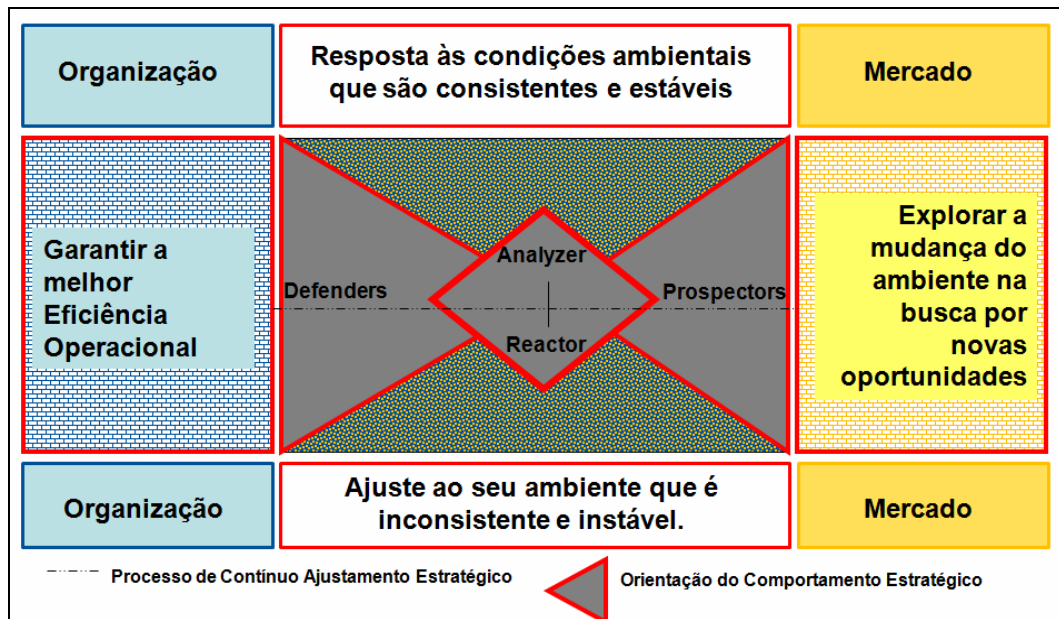 Organização
Resposta às condições ambientais
que são consistentes e estáveis
Mercado
Garantir a
melhor
Eficiência
Operacional
Defenders
Analyzer
Reactor
Prospectors
Explorar a
mudança do
ambiente na
busca por
novas
oportunidades
Organização
Ajuste ao seu ambiente que é
inconsistente e instável.
Mercado
Processo de Contínuo Ajustamento Estratégico
Orientação do Comportamento Estratégico